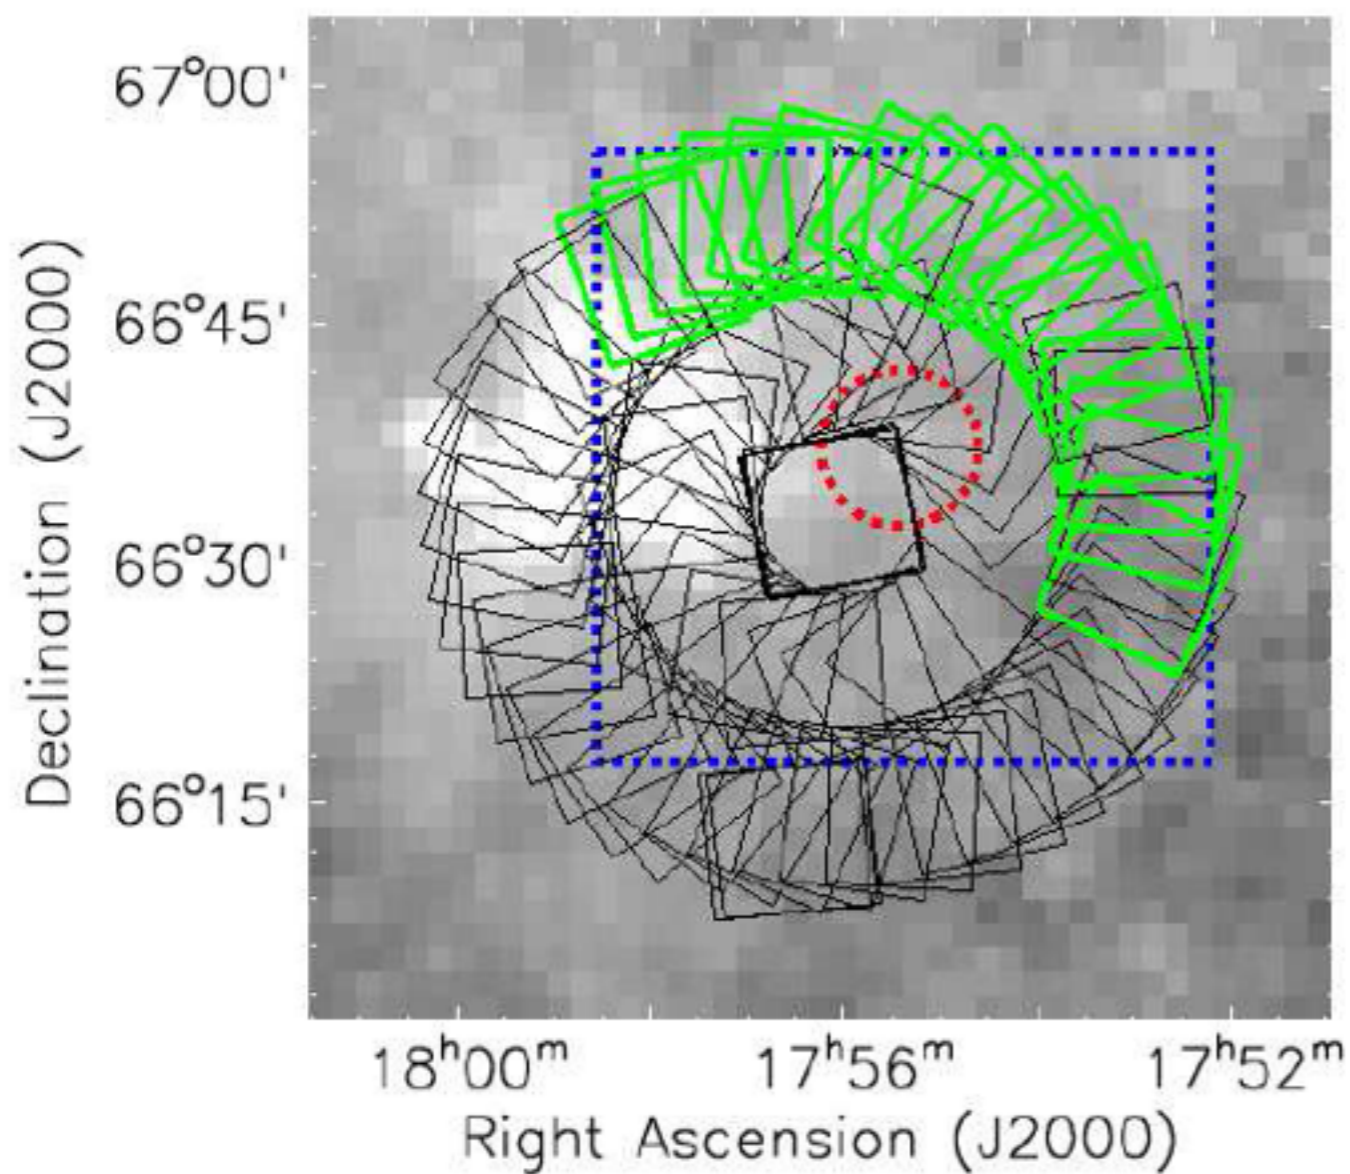 67°00'
66°45'
66°30'
66°15'
Declination (J2000)
18ʰ00ᵐ 17ʰ56ᵐ 17ʰ52ᵐ
Right Ascension (J2000)